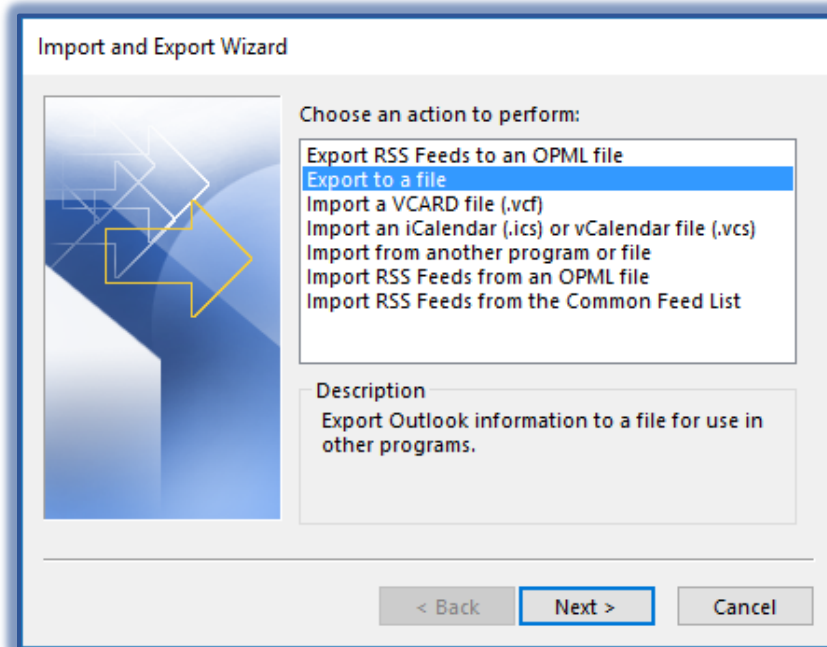 Import and Export Wizard
Choose an action to perform:
Export RSS Feeds to an OPML file
Export to a file
Import a VCARD file (.vcf)
Import an iCalendar (.ics) or vCalendar file (.vcs)
Import from another program or file
Import RSS Feeds from an OPML file
Import RSS Feeds from the Common Feed List
Description
Export Outlook information to a file for use in
other programs.
< Back Next > Cancel